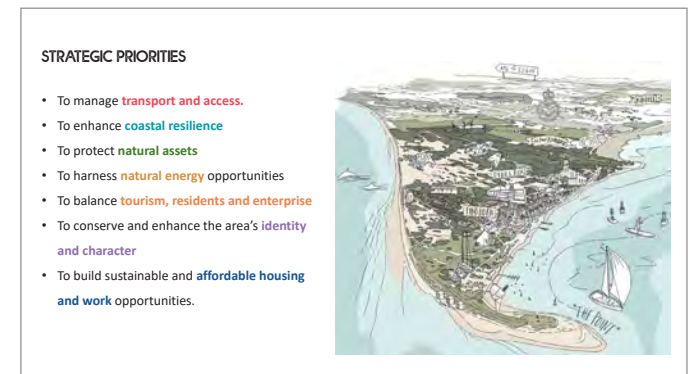 STRATEGIC PRIORITIES
• To manage transport and access.
• To enhance coastal resilience
• To protect natural assets
• To harness natural energy opportunities
• To balance tourism, residents and enterprise
• To conserve and enhance the area's identity
and character
• To build sustainable and affordable housing
and work opportunities.
"THE POINT"